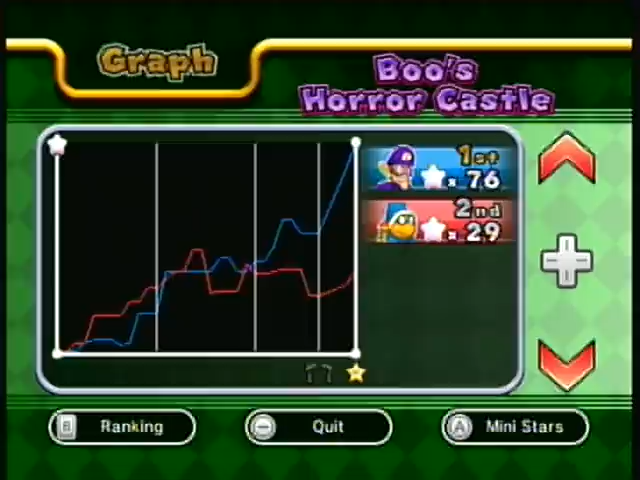 Graph
Boo's
Horror Castle
1st
x 76
2nd
x 29
B Ranking
Quit
A Mini Stars